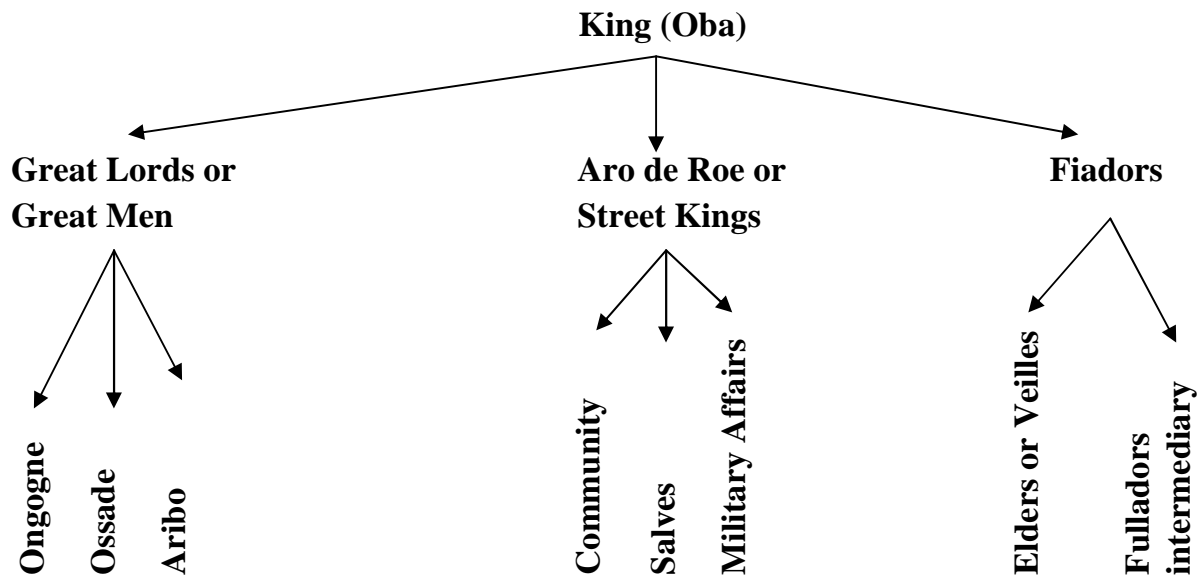 King (Oba)
Great Lords or
Great Men
Aro de Roe or
Street Kings
Fiadors
Ongogne
Ossade
Aribo
Community
Salves
Military Affairs
Elders or Veilles
Fulladors
intermediary